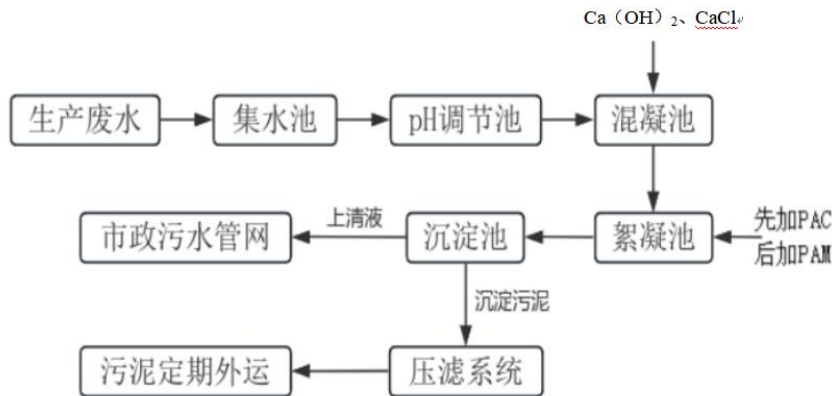 Ca（OH）₂、CaCl
生产废水
集水池
pH调节池
混凝池
市政污水管网
上清液
沉淀池
絮凝池
先加PAC
后加PAM
沉淀污泥
污泥定期外运
压滤系统